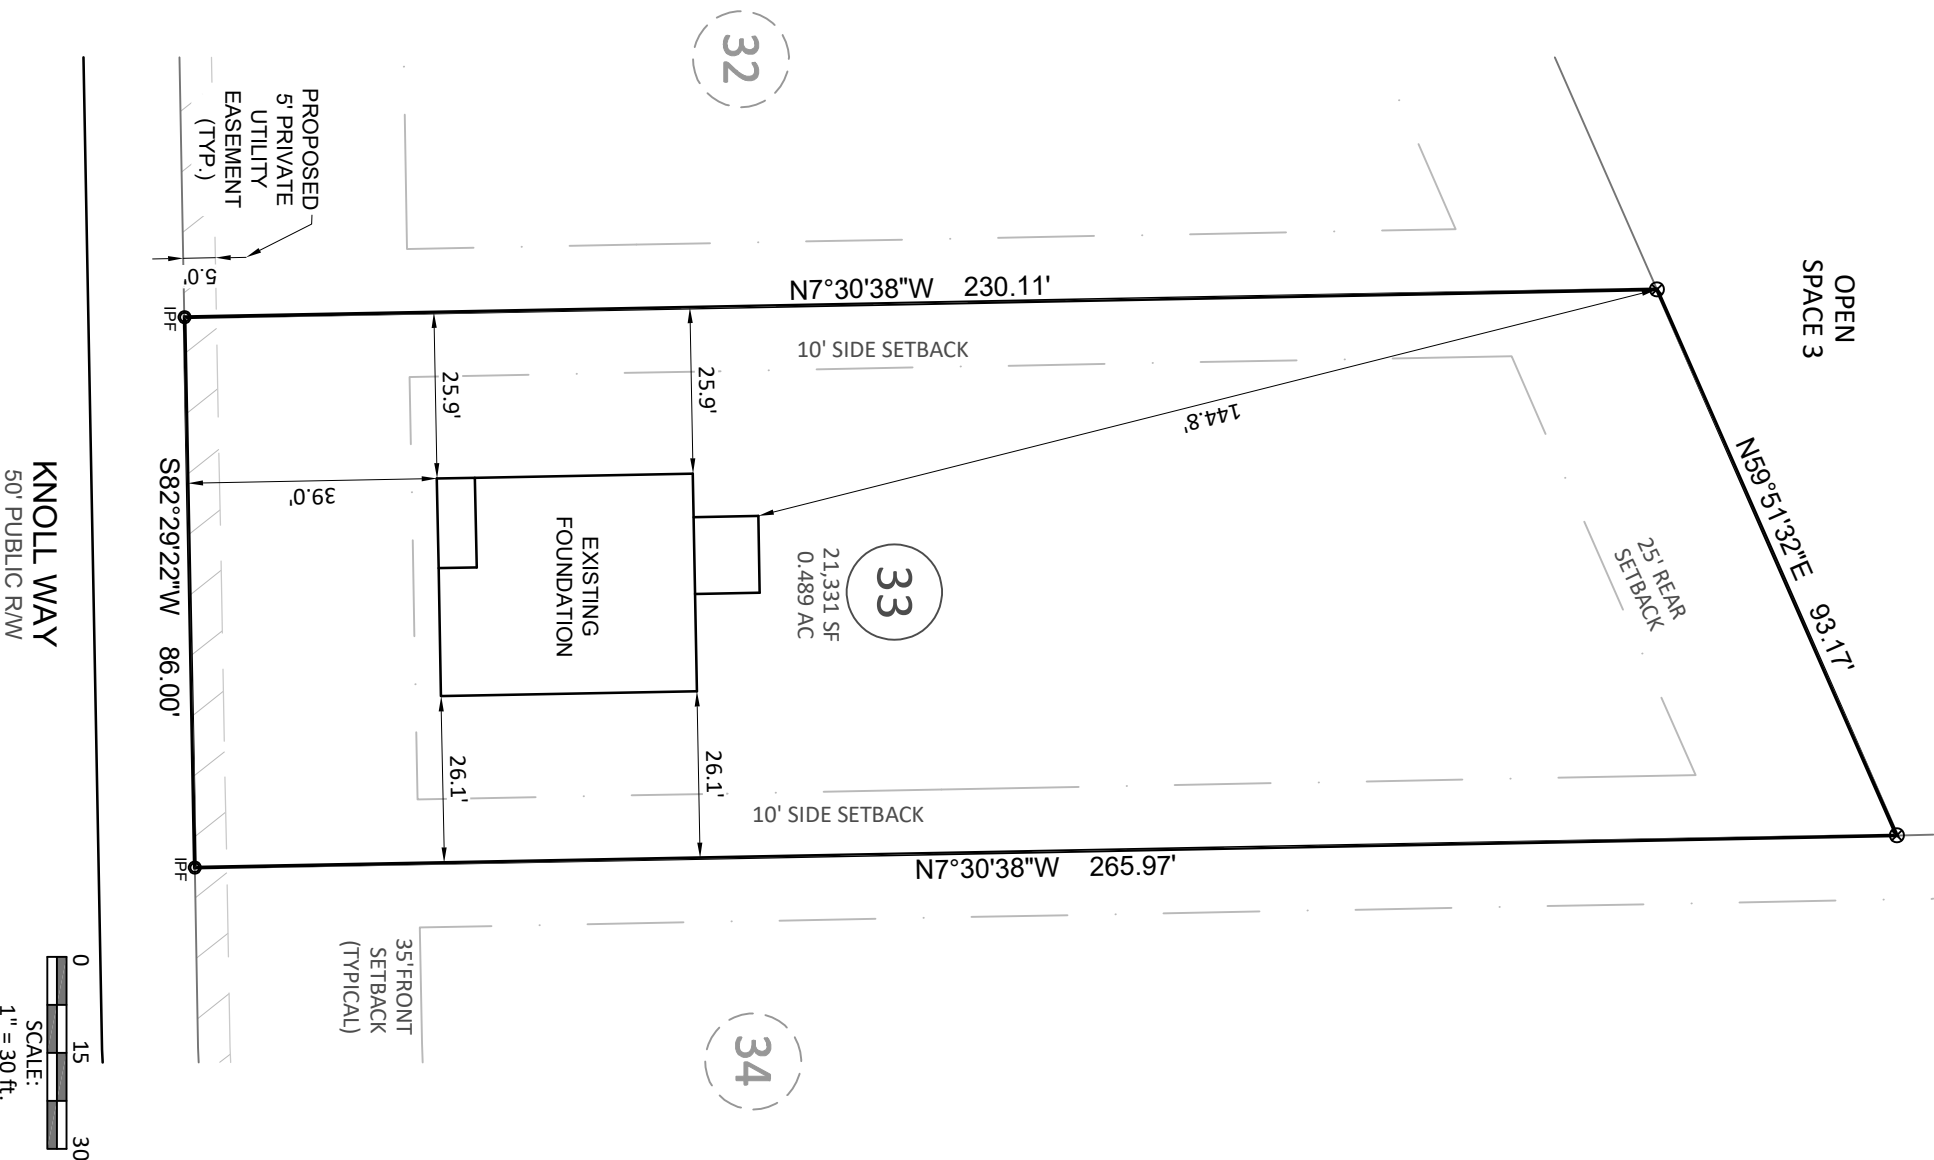 OPEN
SPACE 3
N59°51'32"E 93.17'
25' REAR
SETBACK
32
N7°30'38"W 230.11'
10' SIDE SETBACK
144.8'
33
21,331 SF
0.489 AC
10' SIDE SETBACK
N7°30'38"W 265.97'
34
25.9'
26.1'
EXISTING
FOUNDATION
25.9'
26.1'
39.0'
PROPOSED
5' PRIVATE
UTILITY
EASEMENT
(TYP.)
5.0'
35'FRONT
SETBACK
(TYPICAL)
IPF
S82°29'22"W 86.00'
IPF
KNOLL WAY
50' PUBLIC R/W
0 15 30
SCALE:
1" = 30 ft.